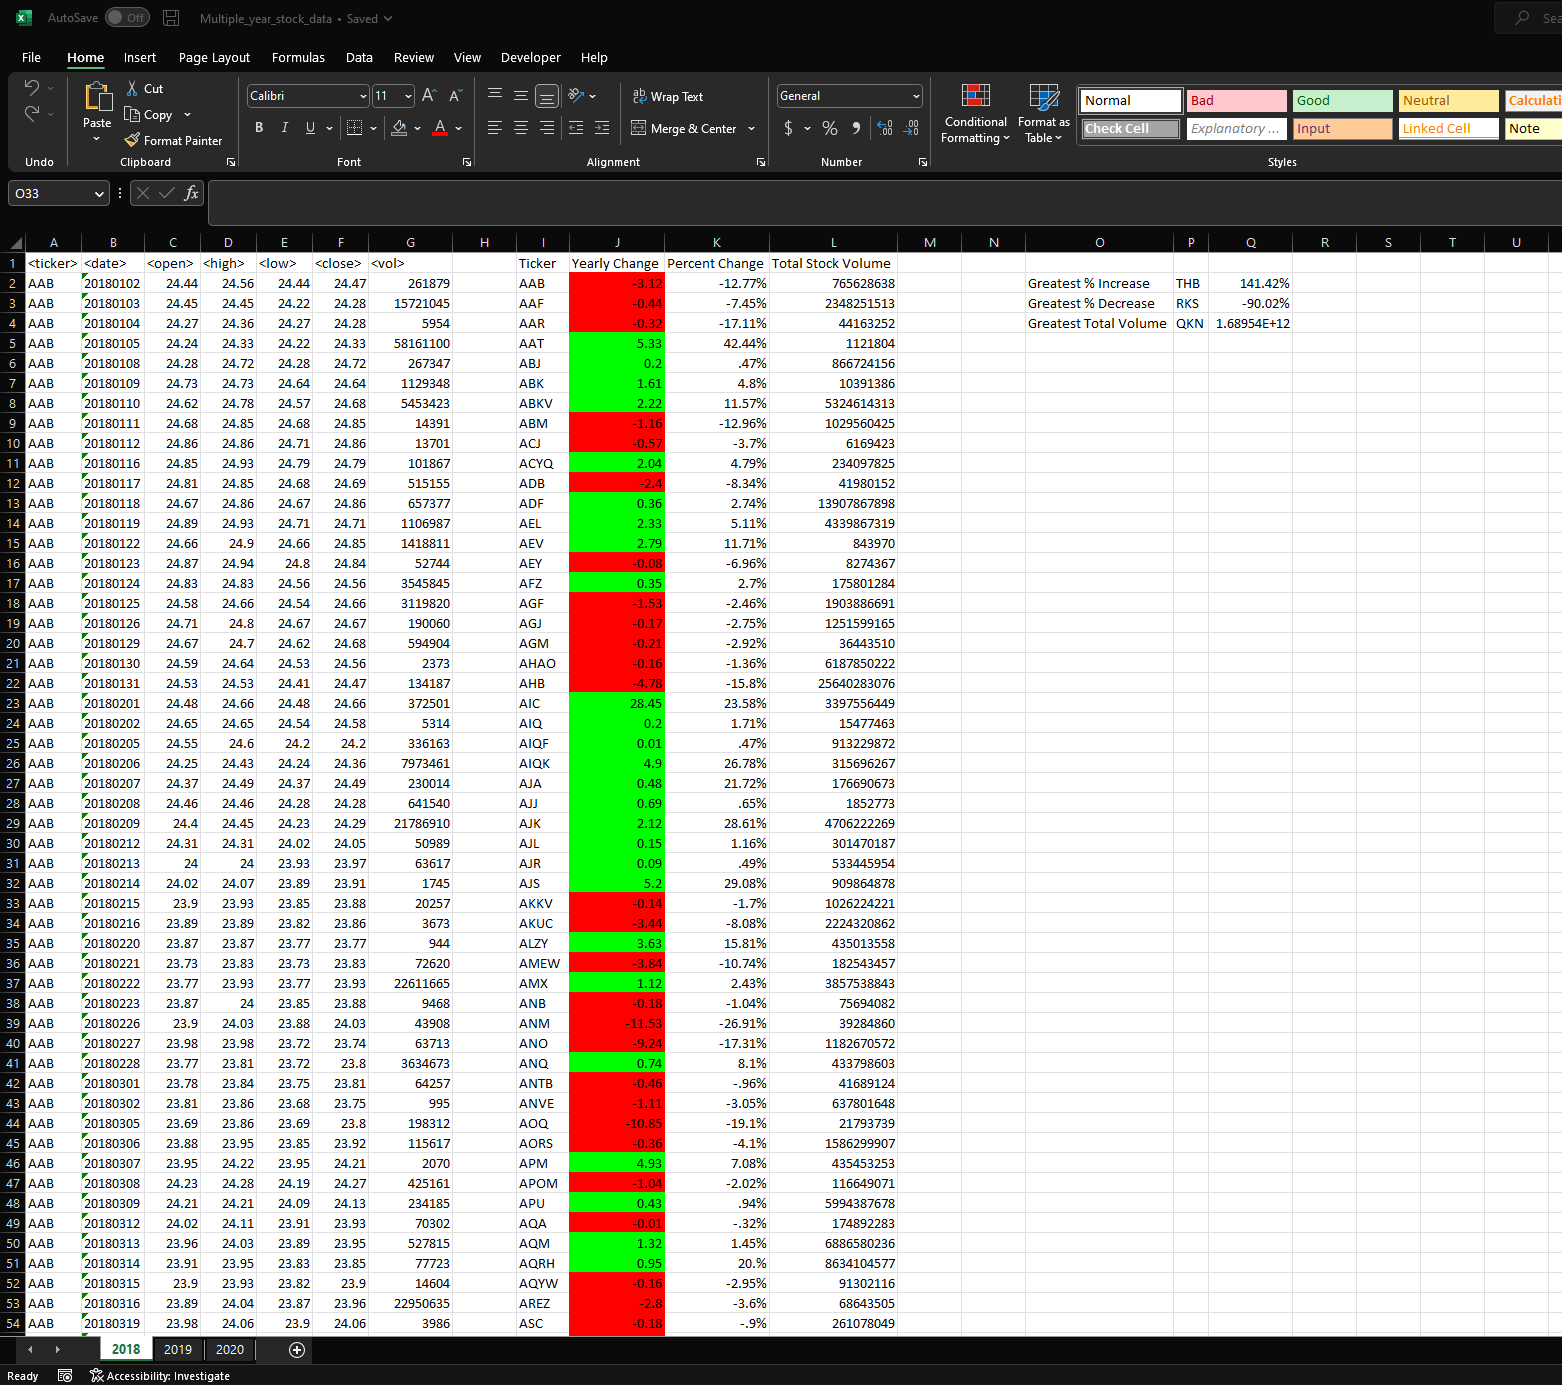 AutoSave Off Multiple_year_stock_data • Saved
File Home Insert Page Layout Formulas Data Review View Developer Help
Cut
Copy
Format Painter
Paste
Calibri 11
B I U
Wrap Text
Merge & Center
General
$ % 9
Conditional Formatting
Format as Table
Normal Bad Good Neutral Calculati
Check Cell Explanatory ... Input Linked Cell Note
Undo Clipboard Font Alignment Number Styles
O33 fx
A B C D E F G H I J K L M N O P Q R S T U
1 <ticker> <date> <open> <high> <low> <close> <vol> Ticker Yearly Change Percent Change Total Stock Volume
2 AAB 20180102 24.44 24.56 24.44 24.47 261879 AAB -3.12 -12.77% 765628638 Greatest % Increase THB 141.42%
3 AAB 20180103 24.45 24.45 24.22 24.28 15721045 AAF -0.44 -7.45% 2348251513 Greatest % Decrease RKS -90.02%
4 AAB 20180104 24.27 24.36 24.27 24.28 5954 AAR -0.32 -17.11% 44163252 Greatest Total Volume QKN 1.68954E+12
5 AAB 20180105 24.24 24.33 24.22 24.33 58161100 AAT 5.33 42.44% 1121804
6 AAB 20180108 24.28 24.72 24.28 24.72 267347 ABJ 0.2 .47% 866724156
7 AAB 20180109 24.73 24.73 24.64 24.64 1129348 ABK 1.61 4.8% 10391386
8 AAB 20180110 24.62 24.78 24.57 24.68 5453423 ABKV 2.22 11.57% 5324614313
9 AAB 20180111 24.68 24.85 24.68 24.85 14391 ABM -1.16 -12.96% 1029560425
10 AAB 20180112 24.86 24.86 24.71 24.86 13701 ACJ -0.57 -3.7% 6169423
11 AAB 20180116 24.85 24.93 24.79 24.79 101867 ACYQ 2.04 4.79% 234097825
12 AAB 20180117 24.81 24.85 24.68 24.69 515155 ADB -2.4 -8.34% 41980152
13 AAB 20180118 24.67 24.86 24.67 24.86 657377 ADF 0.36 2.74% 13907867898
14 AAB 20180119 24.89 24.93 24.71 24.71 1106987 AEL 2.33 5.11% 4339867319
15 AAB 20180122 24.66 24.9 24.66 24.85 1418811 AEV 2.79 11.71% 843970
16 AAB 20180123 24.87 24.94 24.8 24.84 52744 AEY -0.08 -6.96% 8274367
17 AAB 20180124 24.83 24.83 24.56 24.56 3545845 AFZ 0.35 2.7% 175801284
18 AAB 20180125 24.58 24.66 24.54 24.66 3119820 AGF -1.53 -2.46% 1903886691
19 AAB 20180126 24.71 24.8 24.67 24.67 190060 AGJ -0.17 -2.75% 1251599165
20 AAB 20180129 24.67 24.7 24.62 24.68 594904 AGM -0.21 -2.92% 36443510
21 AAB 20180130 24.59 24.64 24.53 24.56 2373 AHAO -0.16 -1.36% 6187850222
22 AAB 20180131 24.53 24.53 24.41 24.47 134187 AHB -4.78 -15.8% 25640283076
23 AAB 20180201 24.48 24.66 24.48 24.66 372501 AIC 28.45 23.58% 3397556449
24 AAB 20180202 24.65 24.65 24.54 24.58 5314 AIQ 0.2 1.71% 15477463
25 AAB 20180205 24.55 24.6 24.2 24.2 336163 AIQF 0.01 .47% 913229872
26 AAB 20180206 24.25 24.43 24.24 24.36 7973461 AIQK 4.9 26.78% 315696267
27 AAB 20180207 24.37 24.49 24.37 24.49 230014 AJA 0.48 21.72% 176690673
28 AAB 20180208 24.46 24.46 24.28 24.28 641540 AJJ 0.69 .65% 1852773
29 AAB 20180209 24.4 24.45 24.23 24.29 21786910 AJK 2.12 28.61% 4706222269
30 AAB 20180212 24.31 24.31 24.02 24.05 50989 AJL 0.15 1.16% 301470187
31 AAB 20180213 24 24 23.93 23.97 63617 AJR 0.09 .49% 533445954
32 AAB 20180214 24.02 24.07 23.89 23.91 1745 AJS 5.2 29.08% 909864878
33 AAB 20180215 23.9 23.93 23.85 23.88 20257 AKKV -0.14 -1.7% 1026224221
34 AAB 20180216 23.89 23.89 23.82 23.86 3673 AKUC -3.44 -8.08% 2224320862
35 AAB 20180220 23.87 23.87 23.77 23.77 944 ALZY 3.63 15.81% 435013558
36 AAB 20180221 23.73 23.83 23.73 23.83 72620 AMEW -3.84 -10.74% 182543457
37 AAB 20180222 23.77 23.93 23.77 23.93 22611665 AMX 1.12 2.43% 3857538843
38 AAB 20180223 23.87 24 23.85 23.88 9468 ANB -0.18 -1.04% 75694082
39 AAB 20180226 23.9 24.03 23.88 24.03 43908 ANM -11.53 -26.91% 39284860
40 AAB 20180227 23.98 23.98 23.72 23.74 63713 ANO -9.24 -17.31% 1182670572
41 AAB 20180228 23.77 23.81 23.72 23.8 3634673 ANQ 0.74 8.1% 433798603
42 AAB 20180301 23.78 23.84 23.75 23.81 64257 ANTB -0.46 -.96% 41689124
43 AAB 20180302 23.81 23.86 23.68 23.75 995 ANVE -1.11 -3.05% 637801648
44 AAB 20180305 23.69 23.86 23.69 23.8 198312 AOQ -10.85 -19.1% 21793739
45 AAB 20180306 23.88 23.95 23.85 23.92 115617 AORS -0.36 -4.1% 1586299907
46 AAB 20180307 23.95 24.22 23.95 24.21 2070 APM 4.93 7.08% 435453253
47 AAB 20180308 24.23 24.28 24.19 24.27 425161 APOM -1.04 -2.02% 116649071
48 AAB 20180309 24.21 24.21 24.09 24.13 234185 APU 0.43 .94% 5994387678
49 AAB 20180312 24.02 24.11 23.91 23.93 70302 AQA -0.01 -.32% 174892283
50 AAB 20180313 23.96 24.03 23.89 23.95 527815 AQM 1.32 1.45% 6886580236
51 AAB 20180314 23.91 23.95 23.83 23.85 77723 AQRH 0.95 20.% 8634104577
52 AAB 20180315 23.9 23.93 23.82 23.9 14604 AQYW -0.16 -2.95% 91302116
53 AAB 20180316 23.89 24.04 23.87 23.96 22950635 AREZ -2.8 -3.6% 68643505
54 AAB 20180319 23.98 24.06 23.9 24.06 3986 ASC -0.18 -.9% 261078049
2018 2019 2020
Ready Accessibility: Investigate